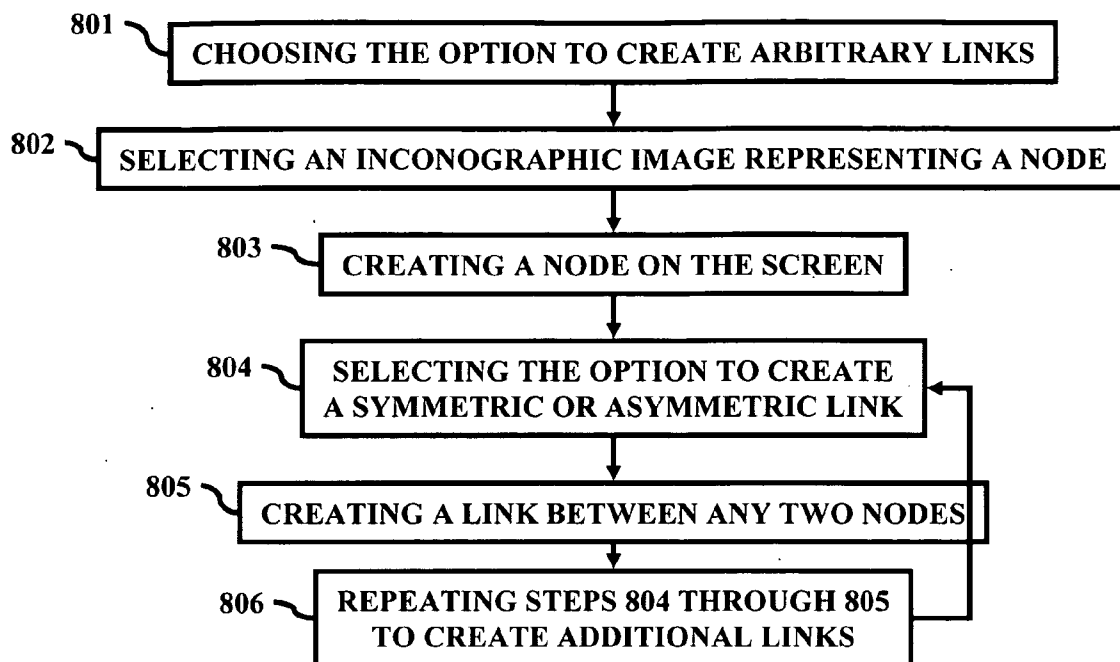 801
CHOOSING THE OPTION TO CREATE ARBITRARY LINKS
802
SELECTING AN INCONOGRAPHIC IMAGE REPRESENTING A NODE
803
CREATING A NODE ON THE SCREEN
804
SELECTING THE OPTION TO CREATE
A SYMMETRIC OR ASYMMETRIC LINK
805
CREATING A LINK BETWEEN ANY TWO NODES
806
REPEATING STEPS 804 THROUGH 805
TO CREATE ADDITIONAL LINKS